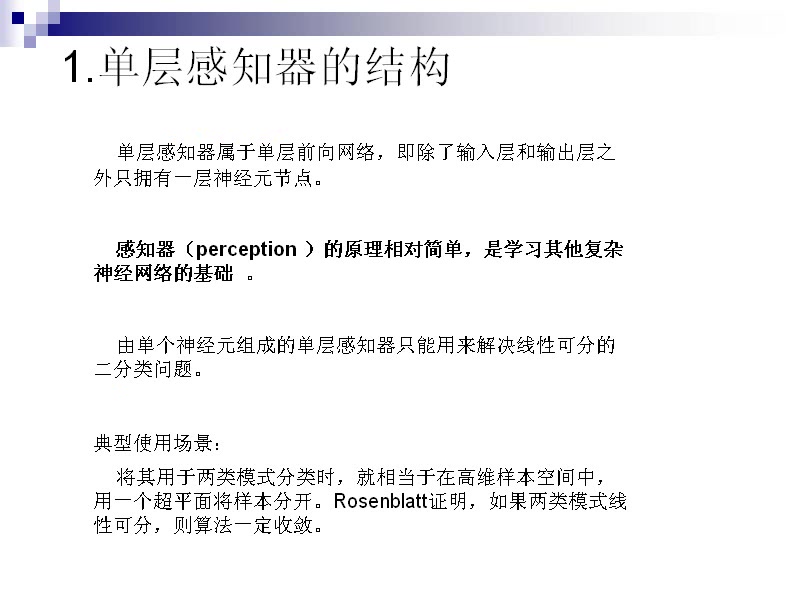 1.单层感知器的结构
单层感知器属于单层前向网络，即除了输入层和输出层之
外只拥有一层神经元节点。
感知器（perception ）的原理相对简单，是学习其他复杂
神经网络的基础 。
由单个神经元组成的单层感知器只能用来解决线性可分的
二分类问题。
典型使用场景：
将其用于两类模式分类时，就相当于在高维样本空间中，
用一个超平面将样本分开。Rosenblatt证明，如果两类模式线
性可分，则算法一定收敛。